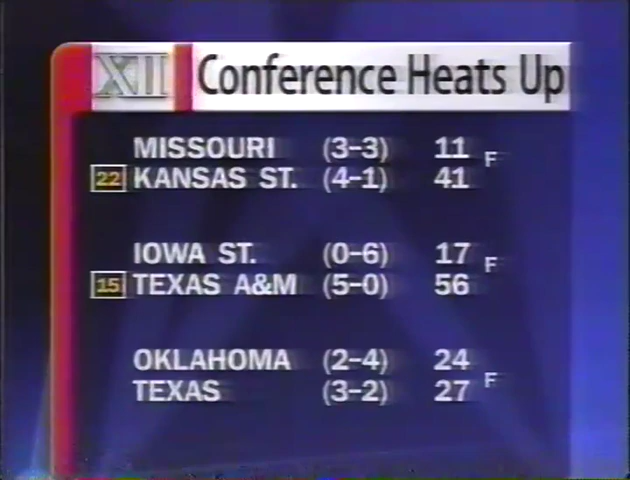 XII Conference Heats Up
MISSOURI (3-3) 11 F
22 KANSAS ST. (4-1) 41
IOWA ST. (0-6) 17 F
15 TEXAS A&M (5-0) 56
OKLAHOMA (2-4) 24 F
TEXAS (3-2) 27